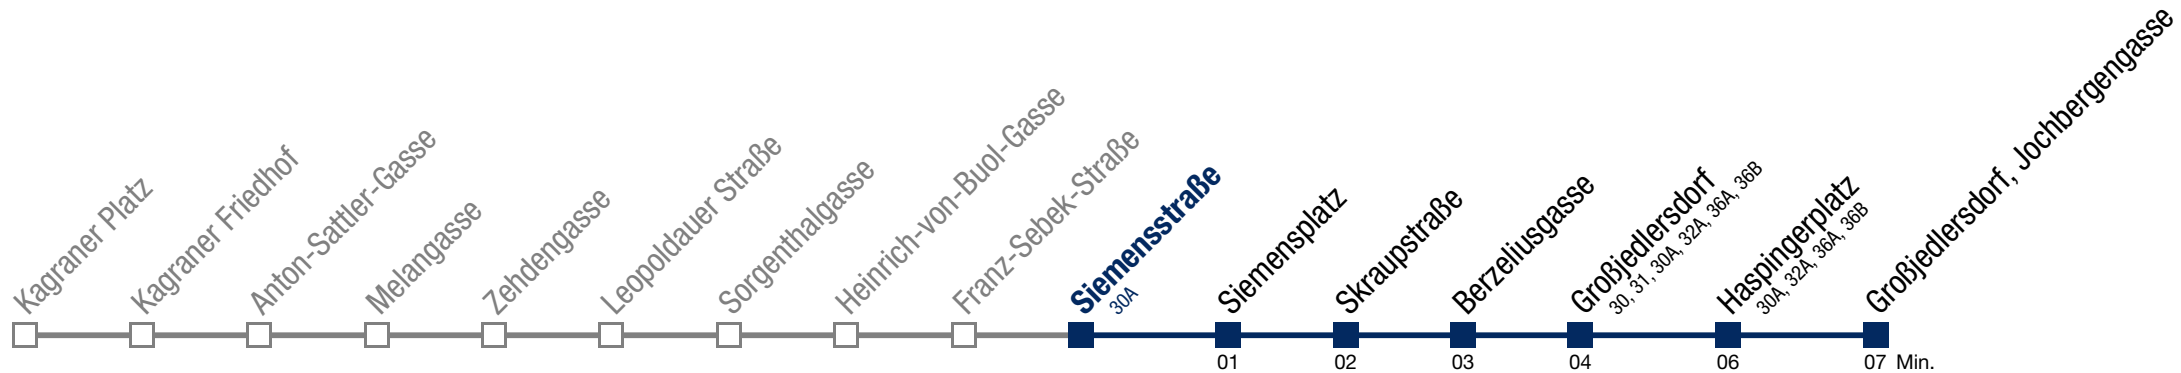 Kagraner Platz
Kagraner Friedhof
Anton-Sattler-Gasse
Melangasse
Zehdengasse
Leopoldauer Straße
Sorgenthalgasse
Heinrich-von-Buol-Gasse
Franz-Sebek-Straße
Siemensstraße
30A
Siemensplatz
Skraupstraße
Berzeliusgasse
Großjedlersdorf
30, 31, 30A, 32A, 36A, 36B
Haspingerplatz
30A, 32A, 36A, 36B
Großjedlersdorf, Jochbergengasse
01 02 03 04 06 07 Min.